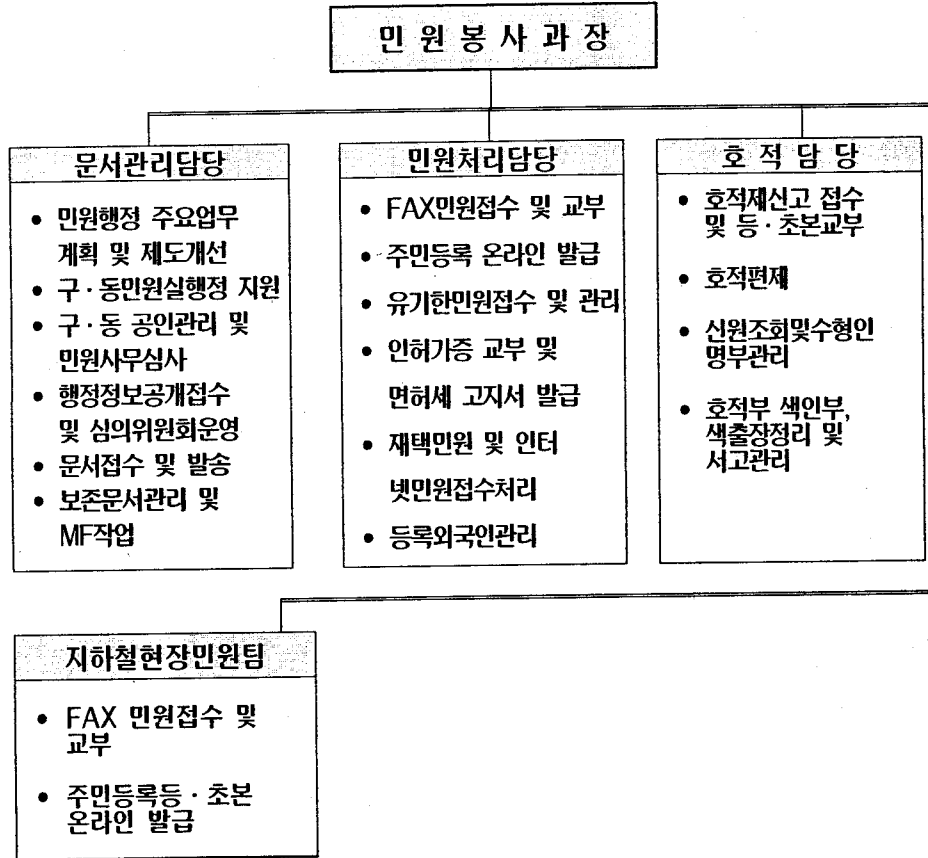 민원봉사과장
문서관리담당
• 민원행정 주요업무
계획 및 제도개선
• 구·동민원실행정 지원
• 구·동 공인관리 및
민원사무심사
• 행정정보공개접수
및 심의위원회운영
• 문서접수 및 발송
• 보존문서관리 및
MF작업
민원처리담당
• FAX민원접수 및 교부
• 주민등록 온라인 발급
• 유기한민원접수 및 관리
• 인허가증 교부 및
면허세 고지서 발급
• 재택민원 및 인터
넷민원접수처리
• 등록외국인관리
호적담당
• 호적제신고 접수
및 등·초본교부
• 호적편제
• 신원조회및수형인
명부관리
• 호적부 색인부,
색출장정리 및
서고관리
지하철현장민원팀
• FAX 민원접수 및
교부
• 주민등록등·초본
온라인 발급